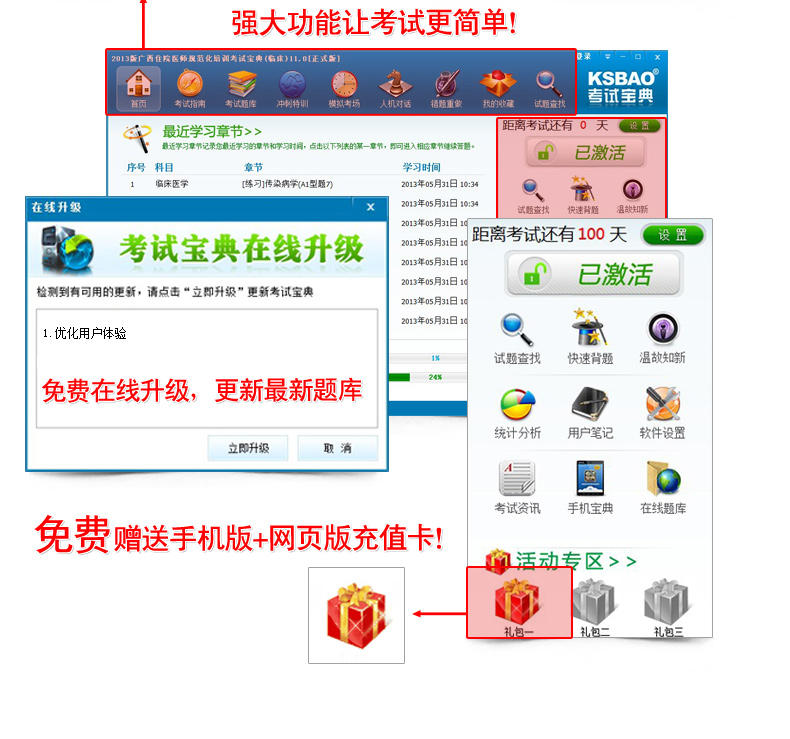 强大功能让考试更简单!
2013版广西住院医师规范化培训考试宝典(临床)11.0[正式版]
登录
首页 考试指南 考试题库 冲刺特训 模拟考场 人机对话 错题重做 我的收藏 试题查找
KSBAO®
考试宝典
最近学习章节>>
最近学习章节记录您最近学习的章节和学习时间,点击以下列表的某一章节,即可进入相应章节继续答题。
序号 科目 章节 学习时间
1 临床医学 [练习]传染病学(A1型题7) 2013年05月31日 10:34
2013年05月31日 10:34
2013年05月31日 10
2013年05月31日 10
2013年05月31日 10
2013年05月31日 10
2013年05月31日 10
2013年05月31日 10
1%
24%
距离考试还有 0 天 设置
已激活
试题查找 快速背题 温故知新
在线升级 x
考试宝典在线升级
检测到有可用的更新,请点击“立即升级”更新考试宝典
1.优化用户体验
免费在线升级, 更新最新题库
立即升级 取 消
距离考试还有100 天 设 置
已激活
试题查找 快速背题 温故知新
统计分析 用户笔记 软件设置
考试资讯 手机宝典 在线题库
活动专区>>
礼包一 礼包二 礼包三
免费赠送手机版+网页版充值卡!